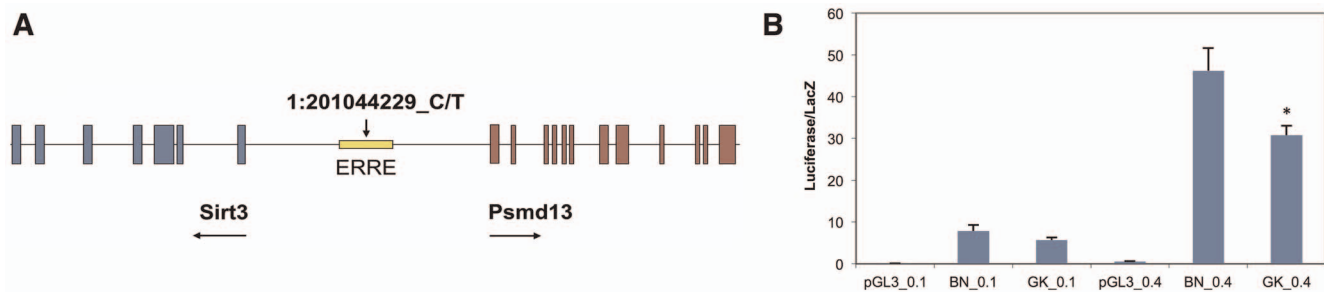 A
1:201044229_C/T
ERRE
Sirt3
Psmd13
B
Luciferase/LacZ
60
50
40
30
20
10
0
*
pGL3_0.1 BN_0.1 GK_0.1 pGL3_0.4 BN_0.4 GK_0.4